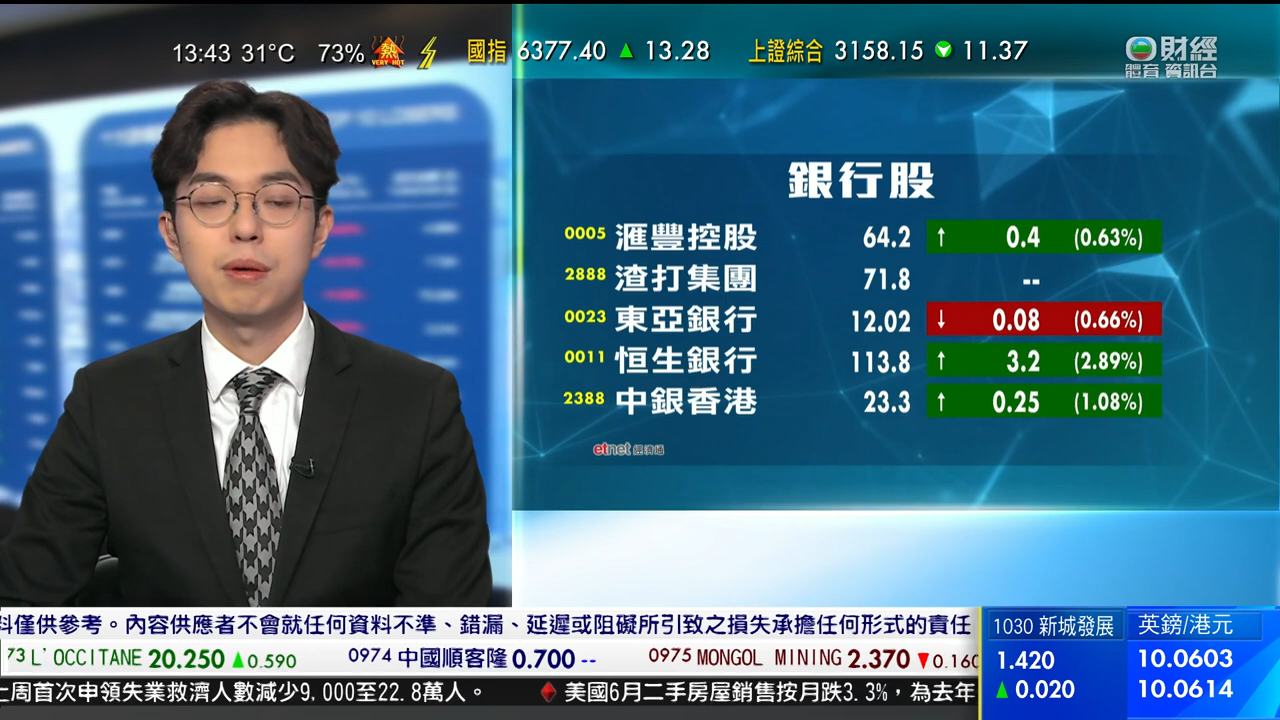 13:43 31°C 73% 熱 VERY HOT 國指 6377.40 ▲ 13.28 上證綜合 3158.15 ▼ 11.37
財經
體育 資訊台
銀行股
0005 滙豐控股 64.2 ↑ 0.4 (0.63%)
2888 渣打集團 71.8 --
0023 東亞銀行 12.02 ↓ 0.08 (0.66%)
0011 恒生銀行 113.8 ↑ 3.2 (2.89%)
2388 中銀香港 23.3 ↑ 0.25 (1.08%)
etnet 經濟通
料僅供參考。內容供應者不會就任何資料不準、錯漏、延遲或阻礙所引致之損失承擔任何形式的責任
73 L'OCCITANE 20.250 ▲0.590 0974 中國順客隆 0.700 -- 0975 MONGOL MINING 2.370 ▼0.160
上周首次申領失業救濟人數減少9,000至22.8萬人。 美國6月二手房屋銷售按月跌3.3%，為去年
1030 新城發展
1.420
▲ 0.020
英鎊/港元
10.0603
10.0614